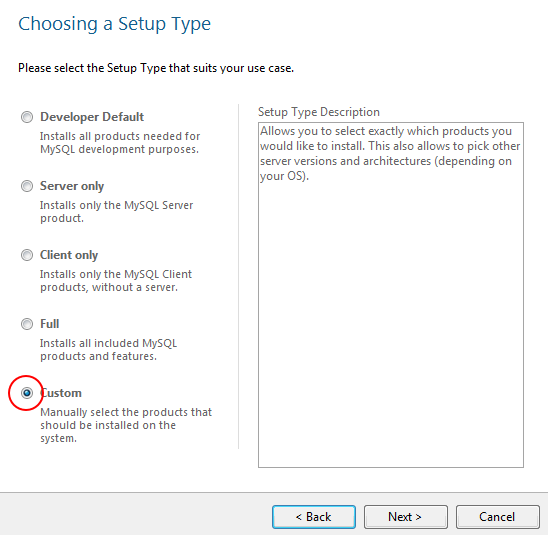 Choosing a Setup Type
Please select the Setup Type that suits your use case.
Developer Default
Installs all products needed for
MySQL development purposes.
Server only
Installs only the MySQL Server
product.
Client only
Installs only the MySQL Client
products, without a server.
Full
Installs all included MySQL
products and features.
Custom
Manually select the products that
should be installed on the
system.
Setup Type Description
Allows you to select exactly which products you
would like to install. This also allows to pick other
server versions and architectures (depending on
your OS).
< Back
Next >
Cancel